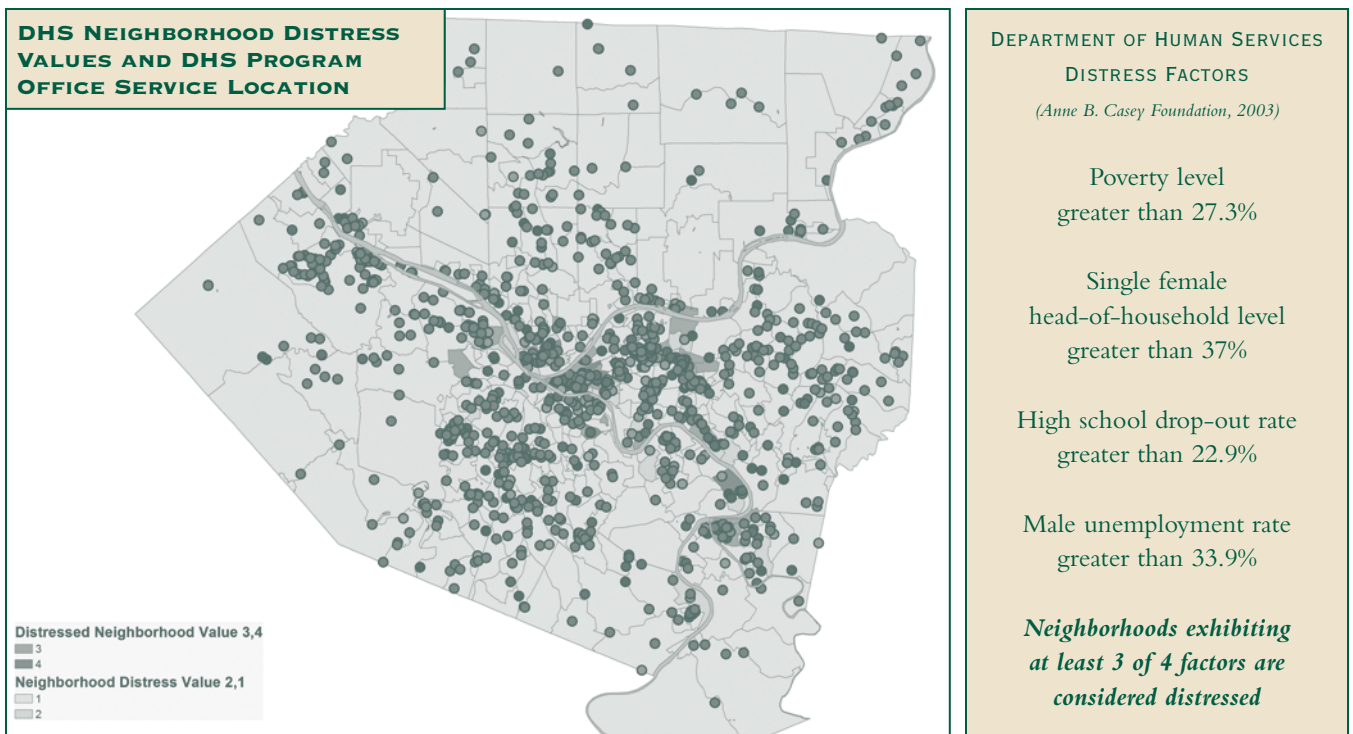 DHS NEIGHBORHOOD DISTRESS
VALUES AND DHS PROGRAM
OFFICE SERVICE LOCATION
Distressed Neighborhood Value 3,4
3
4
Neighborhood Distress Value 2,1
1
2
DEPARTMENT OF HUMAN SERVICES
DISTRESS FACTORS
(Anne B. Casey Foundation, 2003)
Poverty level
greater than 27.3%
Single female
head-of-household level
greater than 37%
High school drop-out rate
greater than 22.9%
Male unemployment rate
greater than 33.9%
Neighborhoods exhibiting
at least 3 of 4 factors are
considered distressed